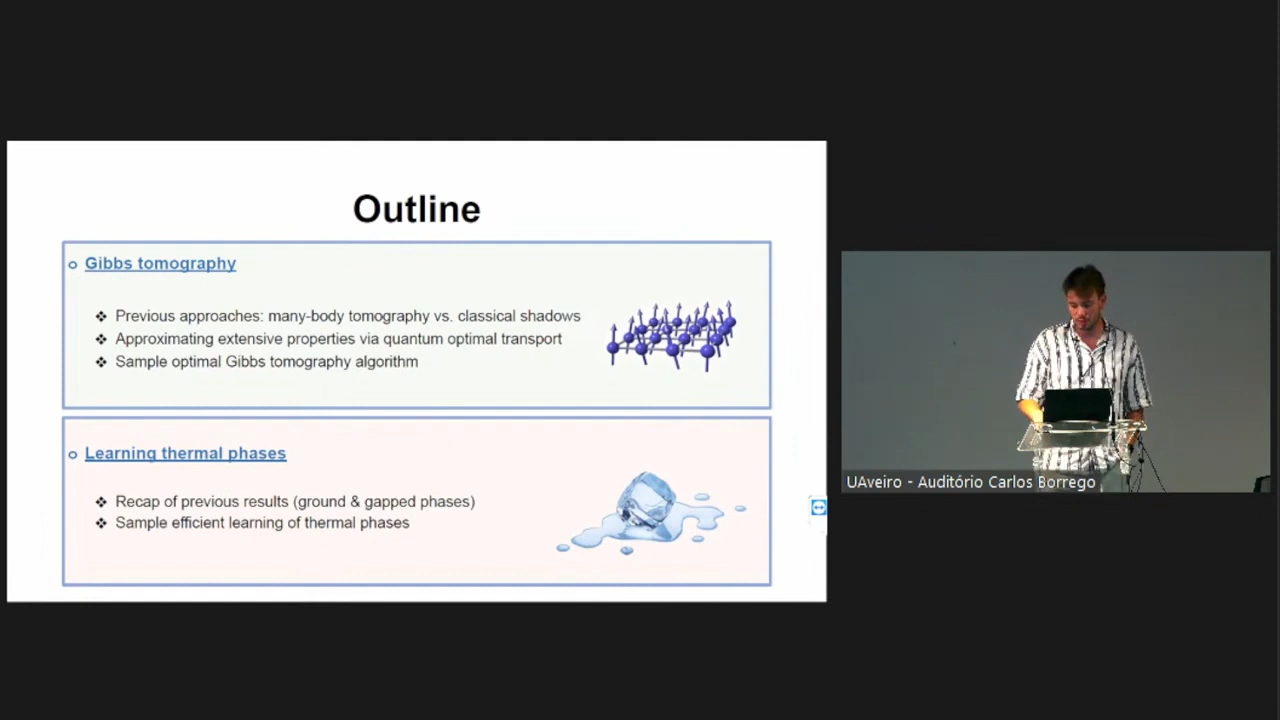 Outline
Gibbs tomography
Previous approaches: many-body tomography vs. classical shadows
Approximating extensive properties via quantum optimal transport
Sample optimal Gibbs tomography algorithm
Learning thermal phases
Recap of previous results (ground & gapped phases)
Sample efficient learning of thermal phases
UAveiro - Auditório Carlos Borrego